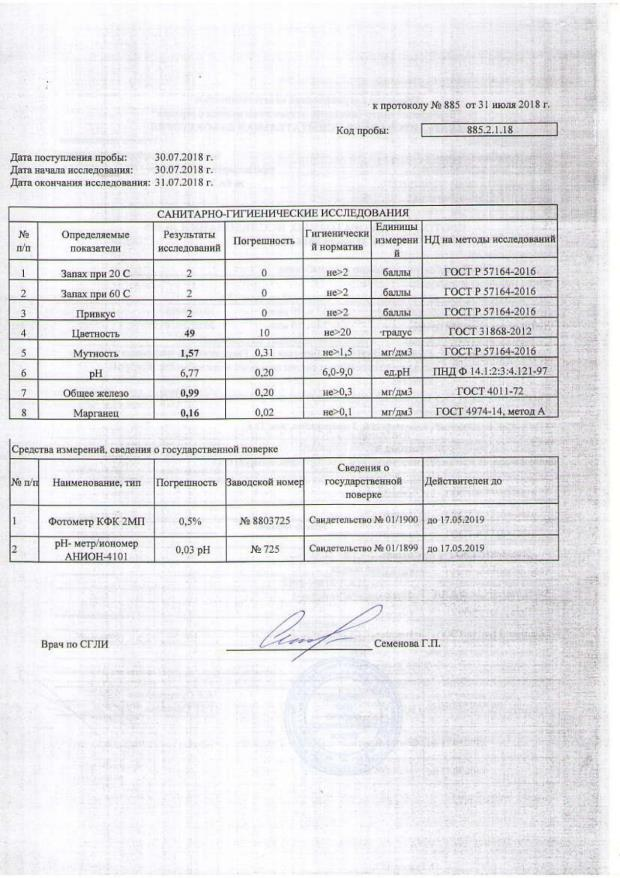 к протоколу № 885 от 31 июля 2018 г.
Код пробы: 885.2.1.18
Дата поступления пробы: 30.07.2018 г.
Дата начала исследования: 30.07.2018 г.
Дата окончания исследования: 31.07.2018 г.
САНИТАРНО-ГИГИЕНИЧЕСКИЕ ИССЛЕДОВАНИЯ
№ п/п Определяемые показатели Результаты исследований Погрешность Гигиенически й норматив Единицы измерени й НД на методы исследований
1 Запах при 20 С 2 0 не>2 баллы ГОСТ Р 57164-2016
2 Запах при 60 С 2 0 не>2 баллы ГОСТ Р 57164-2016
3 Привкус 2 0 не>2 баллы ГОСТ Р 57164-2016
4 Цветность 49 10 не>20 градус ГОСТ 31868-2012
5 Мутность 1,57 0,31 не>1,5 мг/дм3 ГОСТ Р 57164-2016
6 рН 6,77 0,20 6,0-9,0 ед.рН ПНД Ф 14.1:2:3:4.121-97
7 Общее железо 0,99 0,20 не>0,3 мг/дм3 ГОСТ 4011-72
8 Марганец 0,16 0,02 не>0,1 мг/дм3 ГОСТ 4974-14, метод А
Средства измерений, сведения о государственной поверке
№ п/п Наименование, тип Погрешность Заводской номер Сведения о государственной поверке Действителен до
1 Фотометр КФК 2МП 0,5% № 8803725 Свидетельство № 01/1900 до 17.05.2019
2 рН- метр/иономер АНИОН-4101 0,03 рН № 725 Свидетельство № 01/1899 до 17.05.2019
Врач по СГЛИ Семенова Г.П.